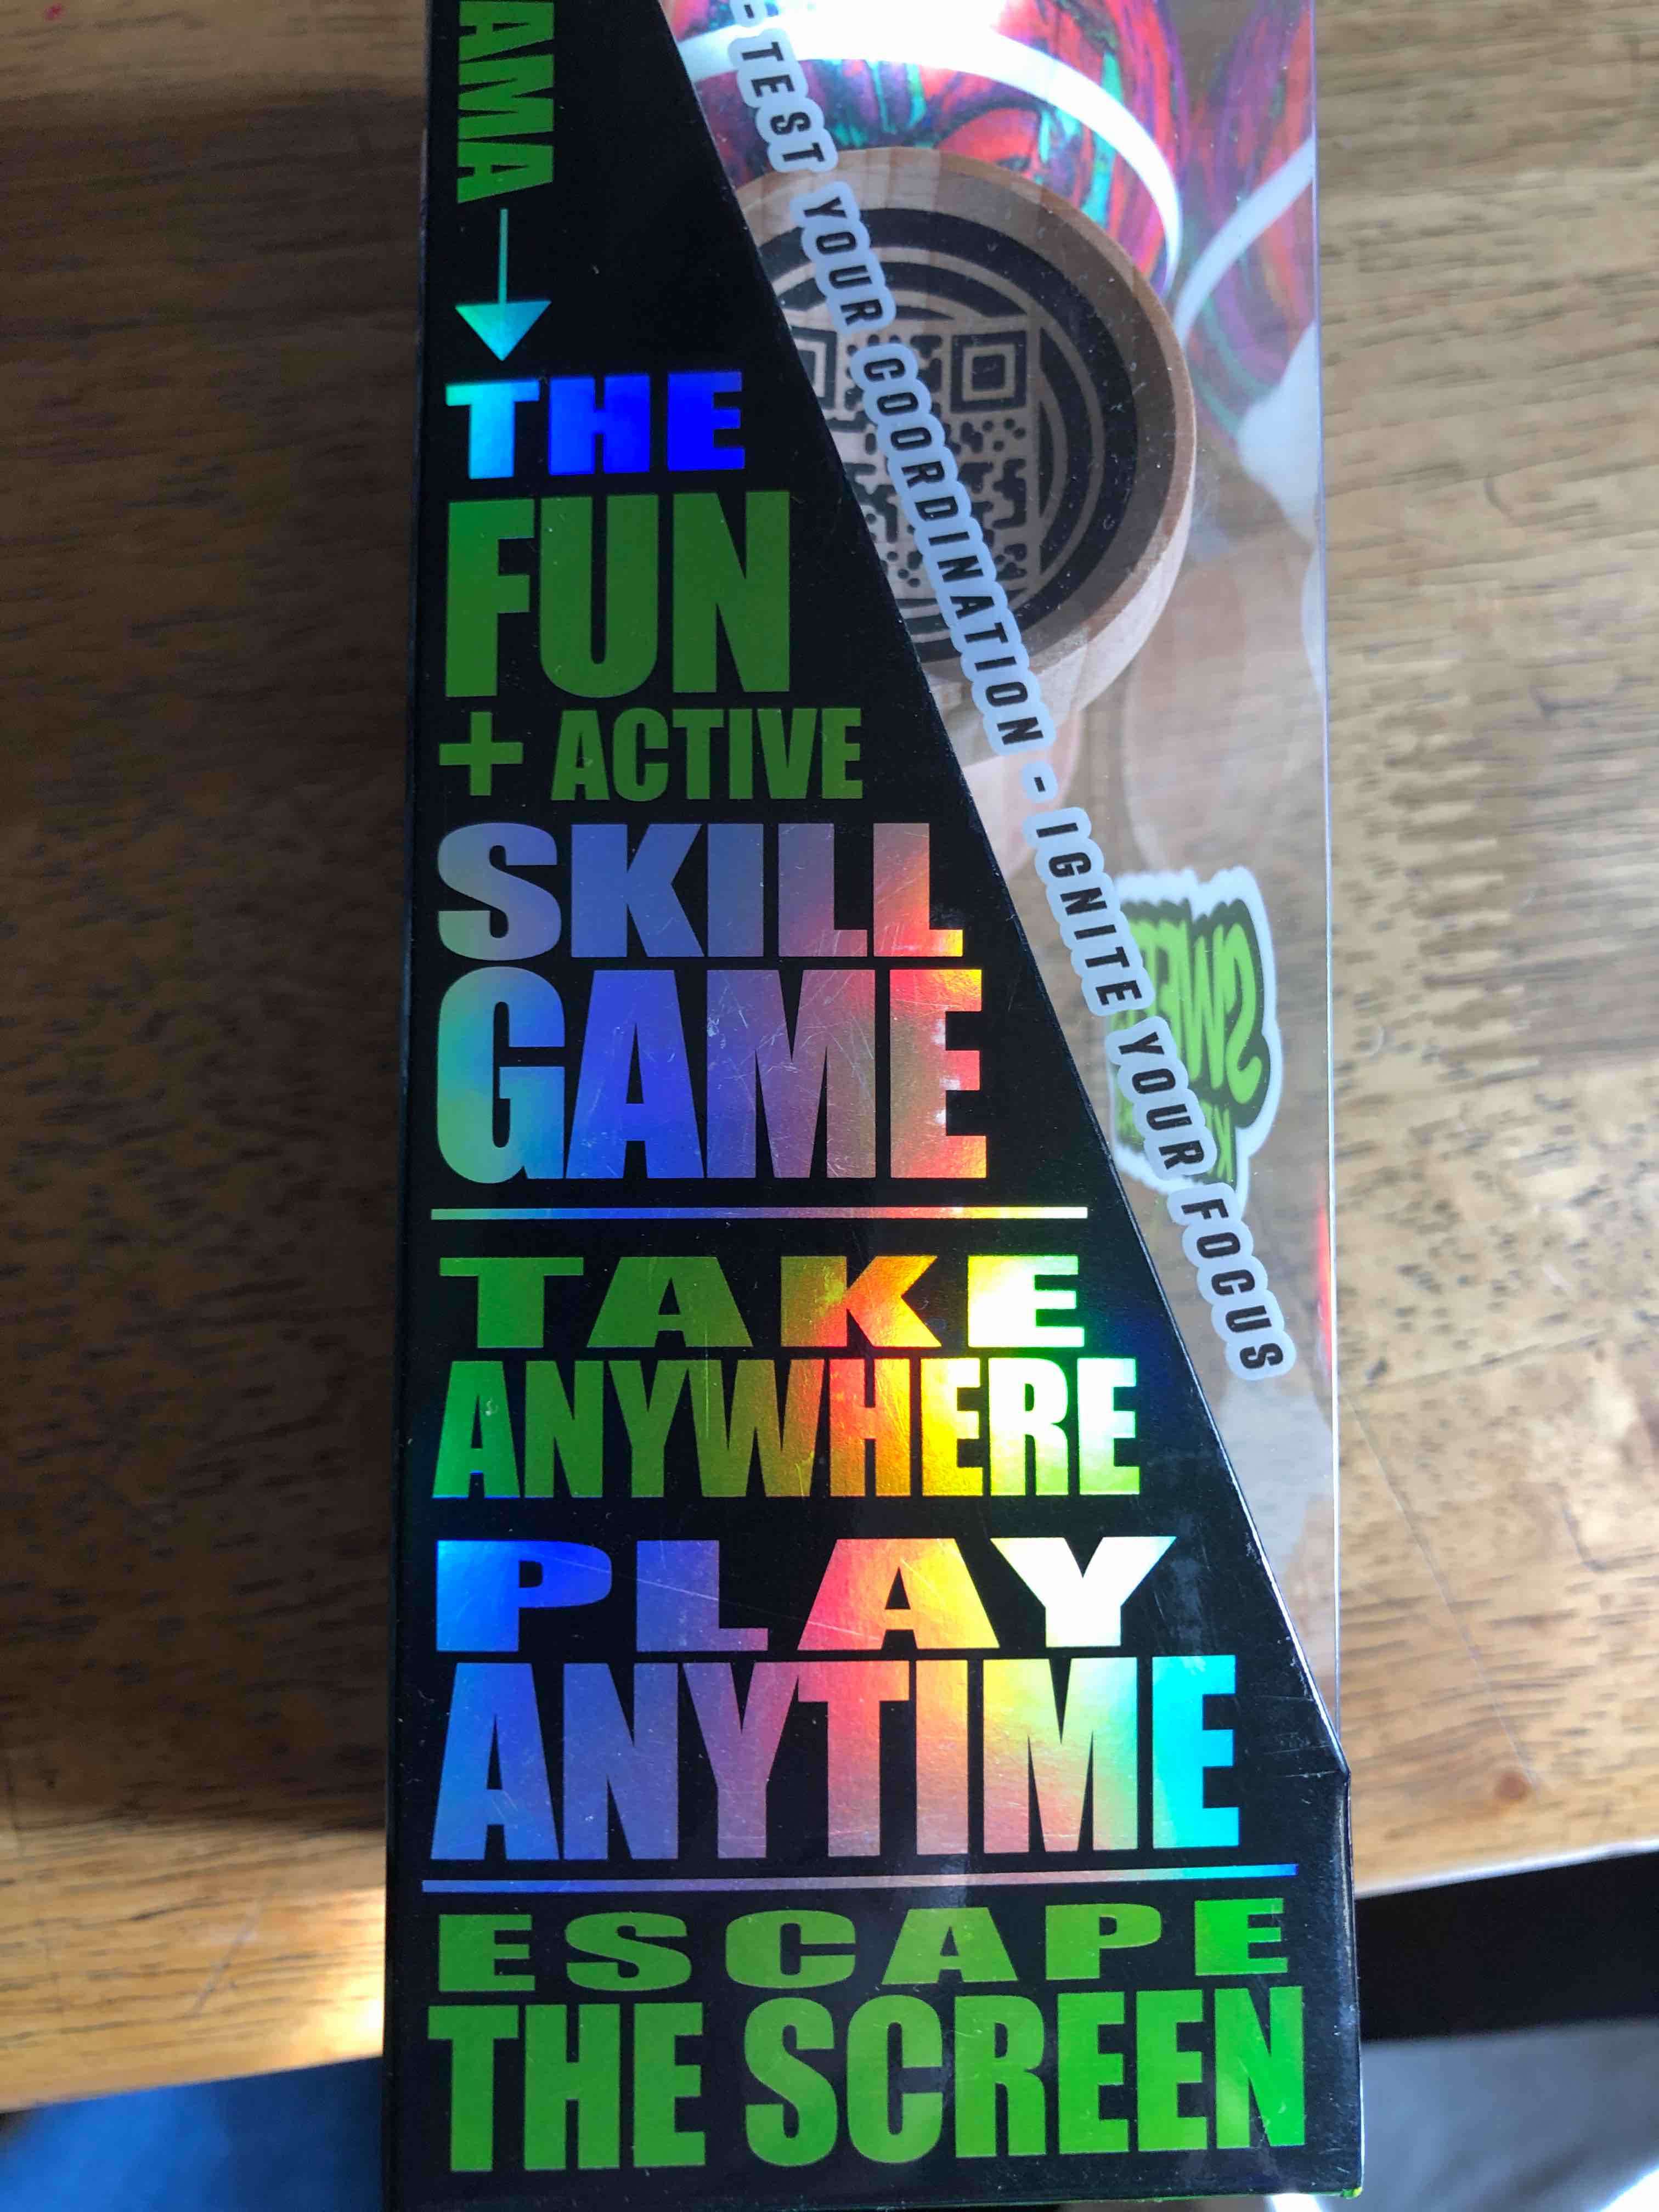 AMA
THE
FUN
+ ACTIVE
SKILL
GAME
TAKE
ANYWHERE
PLAY
ANYTIME
ESCAPE
THE SCREEN
- TEST YOUR COORDINATION - IGNITE YOUR FOCUS